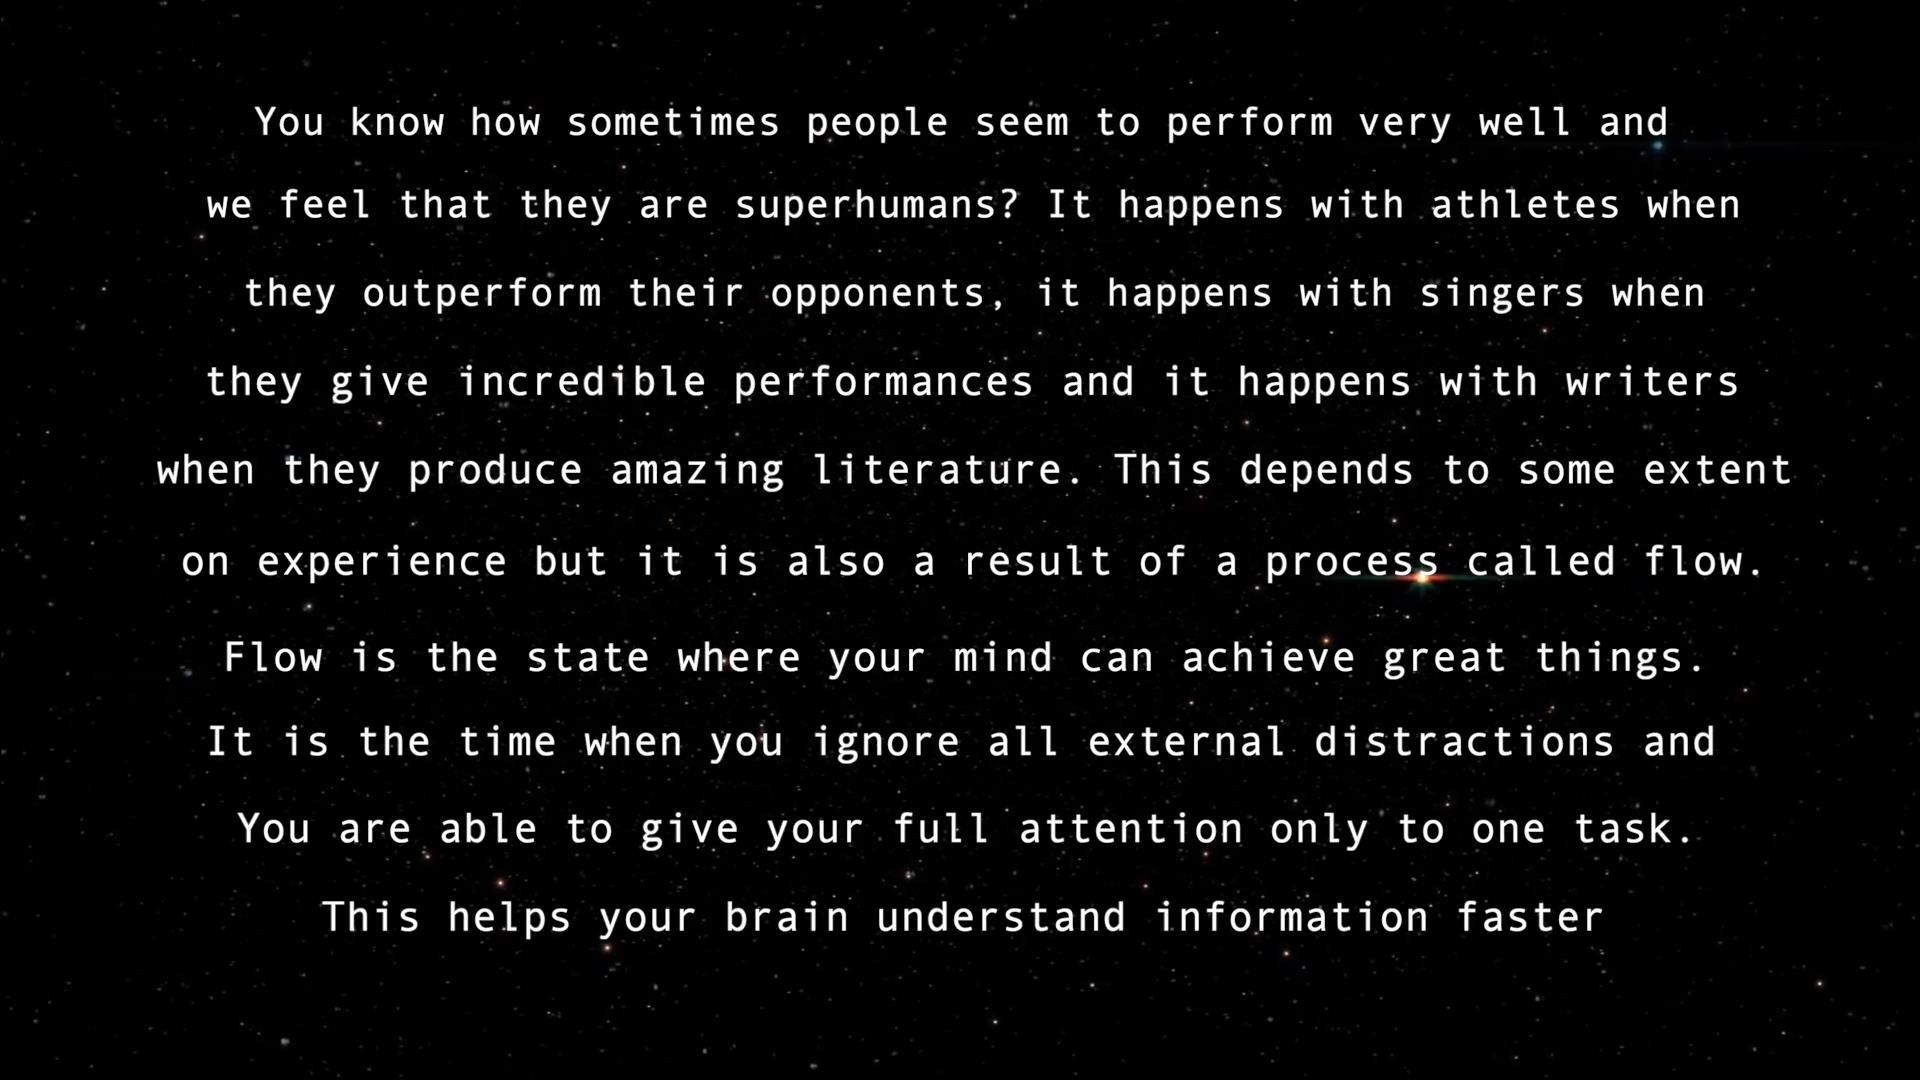 You know how sometimes people seem to perform very well and
we feel that they are superhumans? It happens with athletes when
they outperform their opponents, it happens with singers when
they give incredible performances and it happens with writers
when they produce amazing literature. This depends to some extent
on experience but it is also a result of a process called flow.
Flow is the state where your mind can achieve great things.
It is the time when you ignore all external distractions and
You are able to give your full attention only to one task.
This helps your brain understand information faster